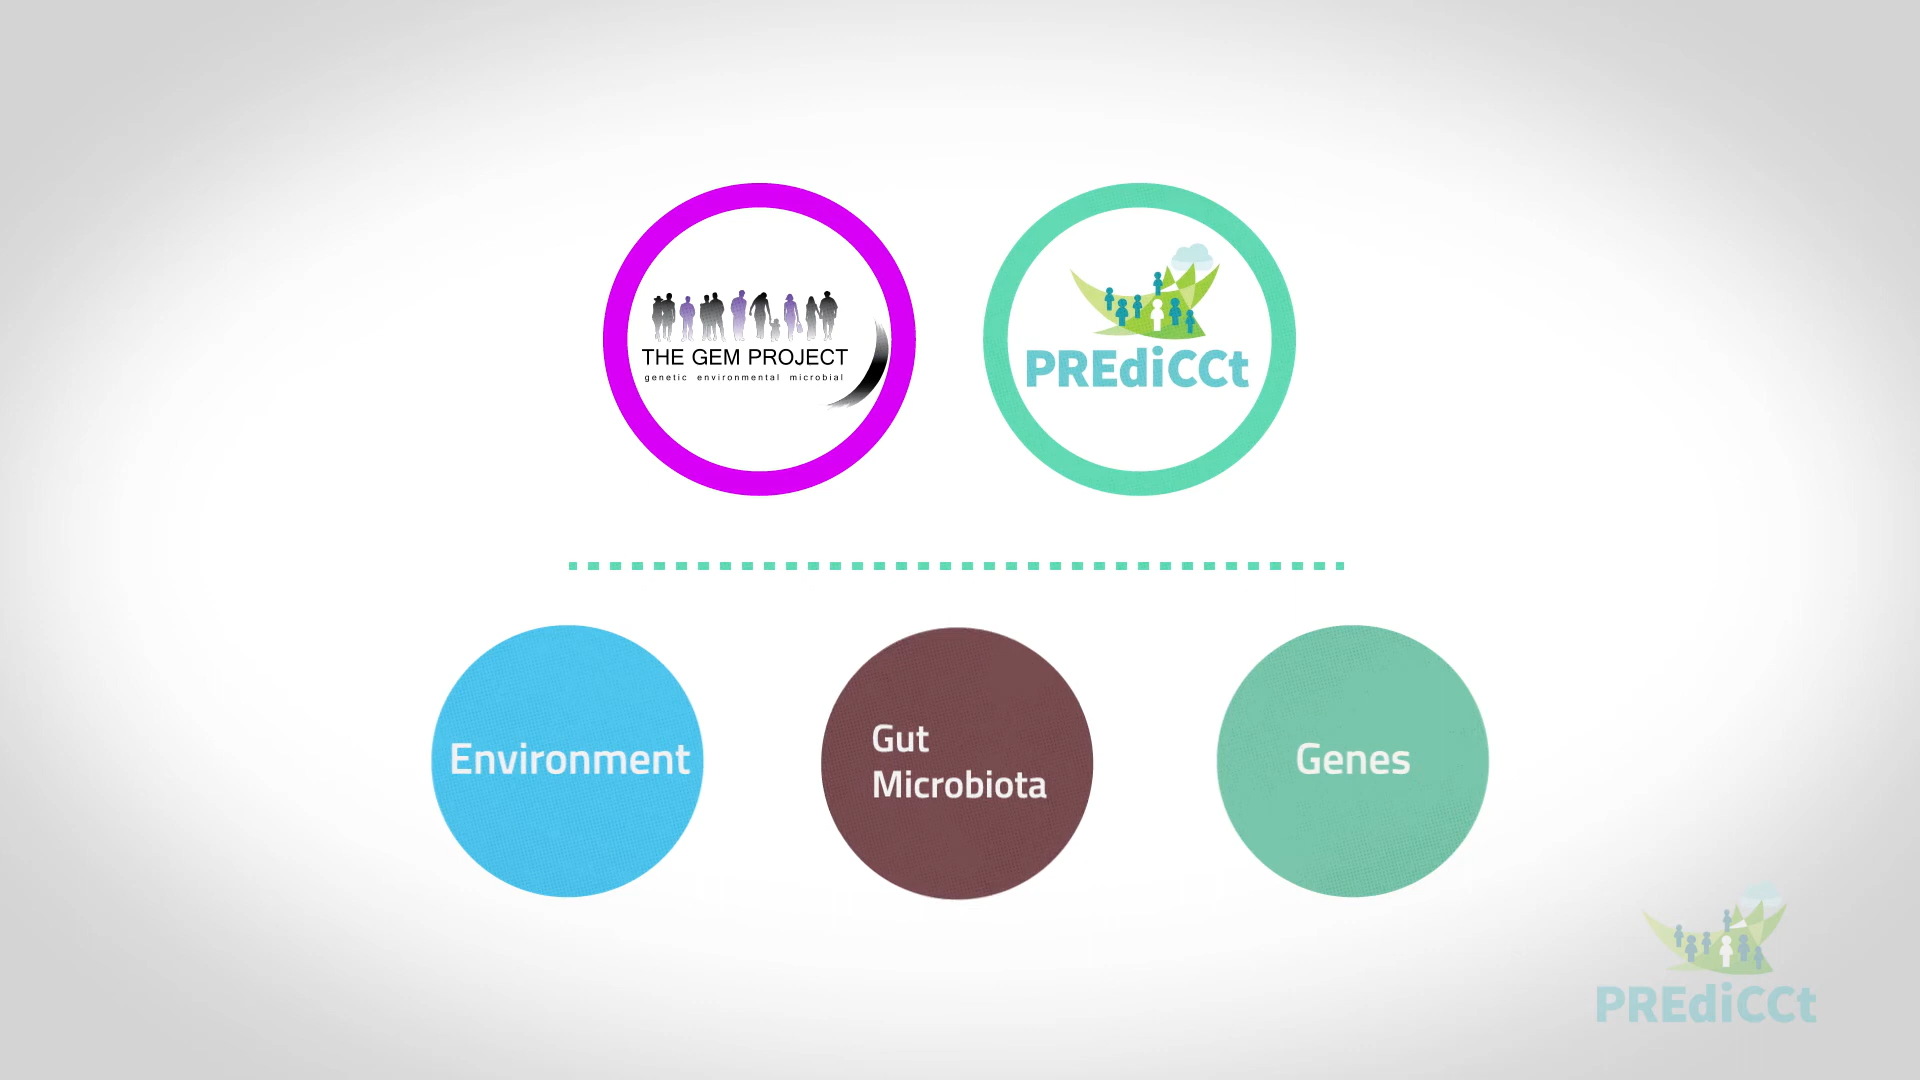 THE GEM PROJECT
genetic environmental microbial
PREdiCCt
Environment
Gut
Microbiota
Genes
PREdiCCt